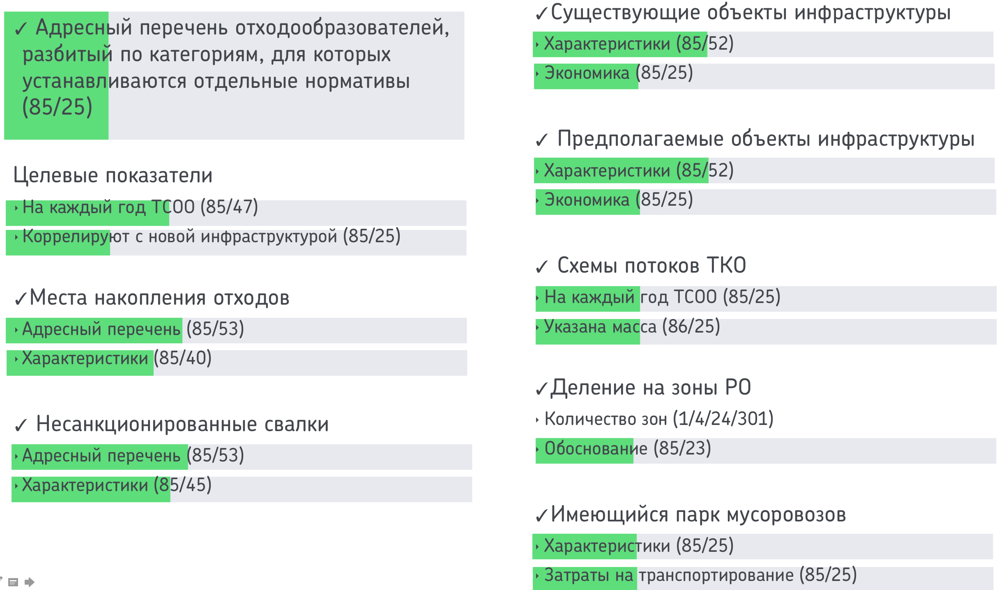 ✓ Адресный перечень отходообразователей,
разбитый по категориям, для которых
устанавливаются отдельные нормативы
(85/25)
Целевые показатели
‣ На каждый год ТСОО (85/47)
‣ Коррелируют с новой инфраструктурой (85/25)
✓Места накопления отходов
‣ Адресный перечень (85/53)
‣ Характеристики (85/40)
✓ Несанкционированные свалки
‣ Адресный перечень (85/53)
‣ Характеристики (85/45)
✓Существующие объекты инфраструктуры
‣ Характеристики (85/52)
‣ Экономика (85/25)
✓ Предполагаемые объекты инфраструктуры
‣ Характеристики (85/52)
‣ Экономика (85/25)
✓ Схемы потоков ТКО
‣ На каждый год ТСОО (85/25)
‣ Указана масса (86/25)
✓Деление на зоны РО
‣ Количество зон (1/4/24/301)
‣ Обоснование (85/23)
✓Имеющийся парк мусоровозов
‣ Характеристики (85/25)
‣ Затраты на транспортирование (85/25)